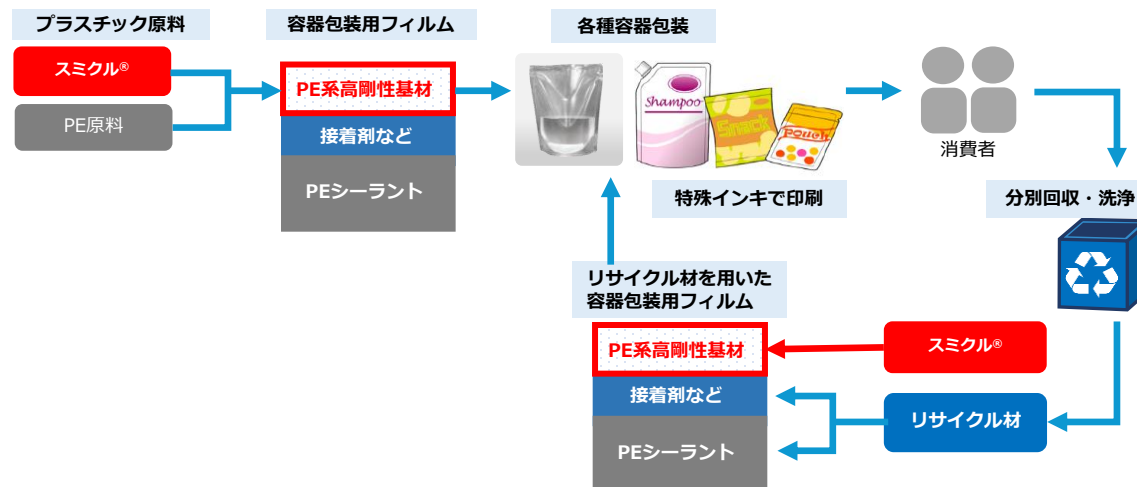 プラスチック原料
容器包装用フィルム
各種容器包装
スミクル®
PE原料
PE系高剛性基材
接着剤など
PEシーラント
Shampoo
Snack
Pouch
消費者
特殊インキで印刷
分別回収・洗浄
リサイクル材を用いた
容器包装用フィルム
PE系高剛性基材
スミクル®
接着剤など
リサイクル材
PEシーラント